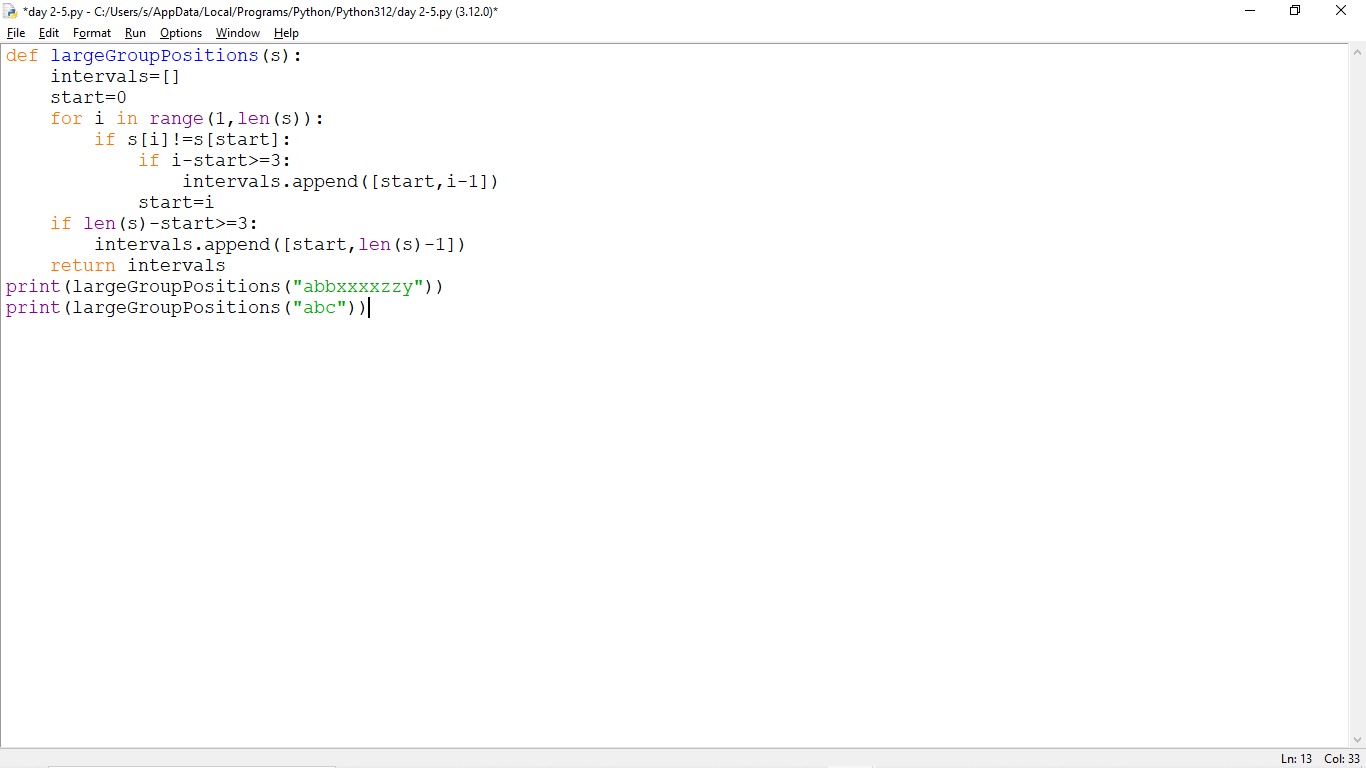 *day 2-5.py - C:/Users/s/AppData/Local/Programs/Python/Python312/day 2-5.py (3.12.0)*
File Edit Format Run Options Window Help
def largeGroupPositions(s):
    intervals=[]
    start=0
    for i in range(1,len(s)):
        if s[i]!=s[start]:
            if i-start>=3:
                intervals.append([start,i-1])
            start=i
    if len(s)-start>=3:
        intervals.append([start,len(s)-1])
    return intervals
print(largeGroupPositions("abbxxxxzzy"))
print(largeGroupPositions("abc"))
Ln: 13 Col: 33